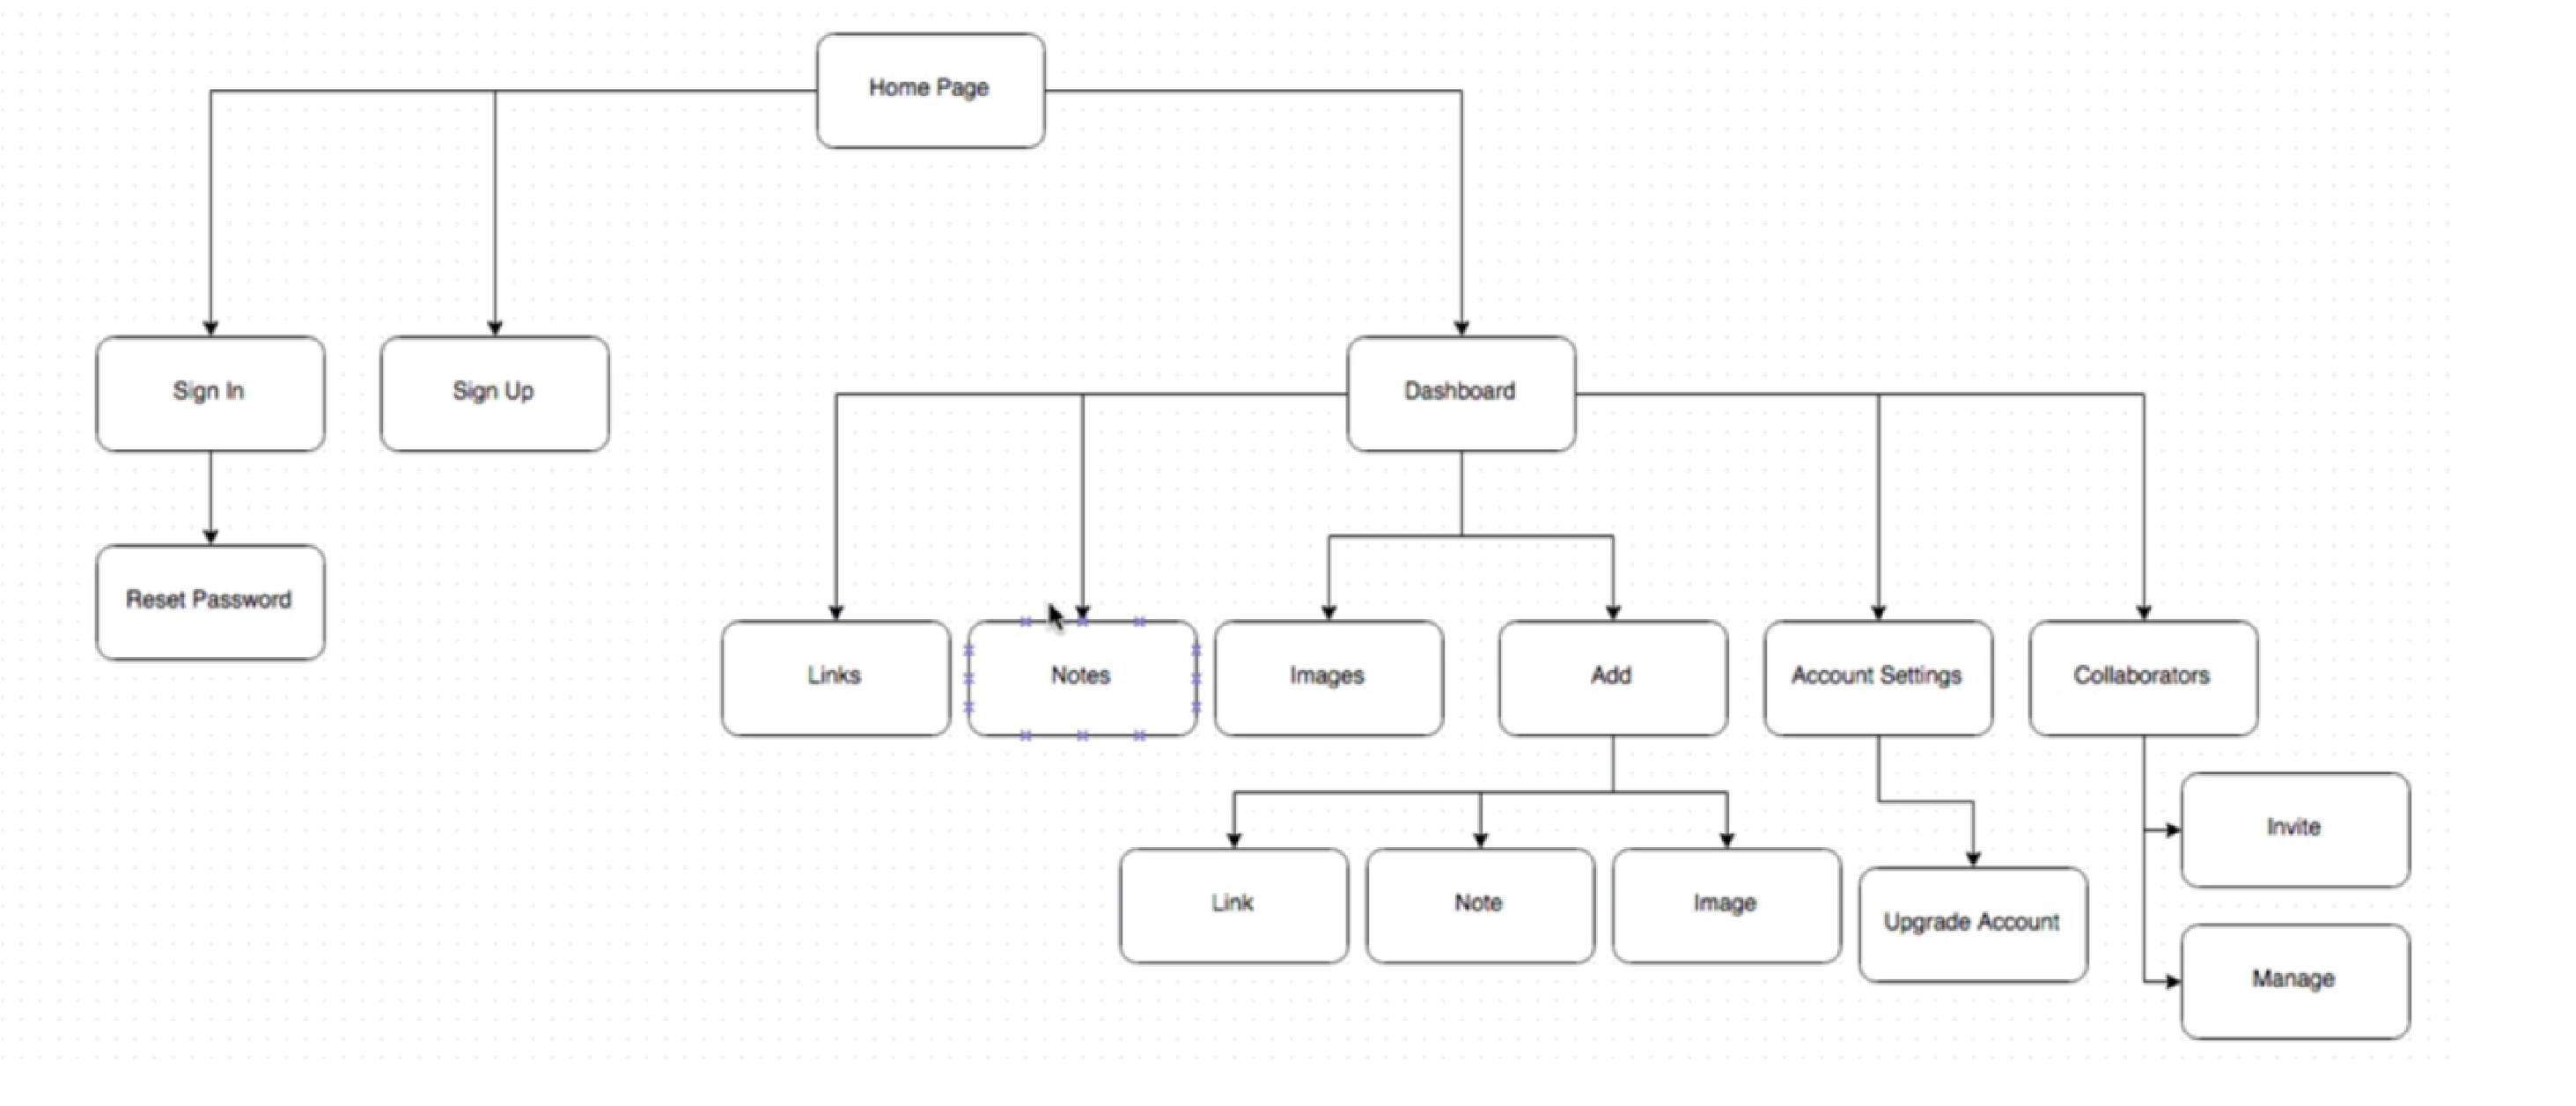 Home Page
Sign In
Sign Up
Dashboard
Reset Password
Links
Notes
Images
Add
Account Settings
Collaborators
Invite
Link
Note
Image
Upgrade Account
Manage